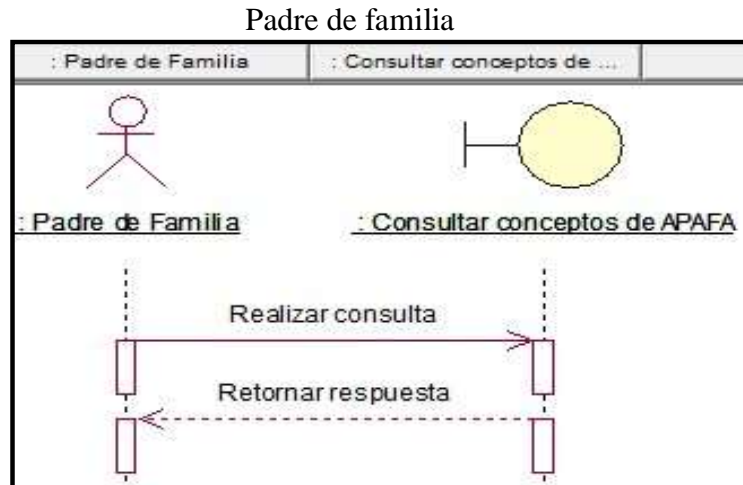 Padre de familia
: Padre de Familia : Consultar conceptos de ...
: Padre de Familia : Consultar conceptos de APAFA
Realizar consulta
Retornar respuesta